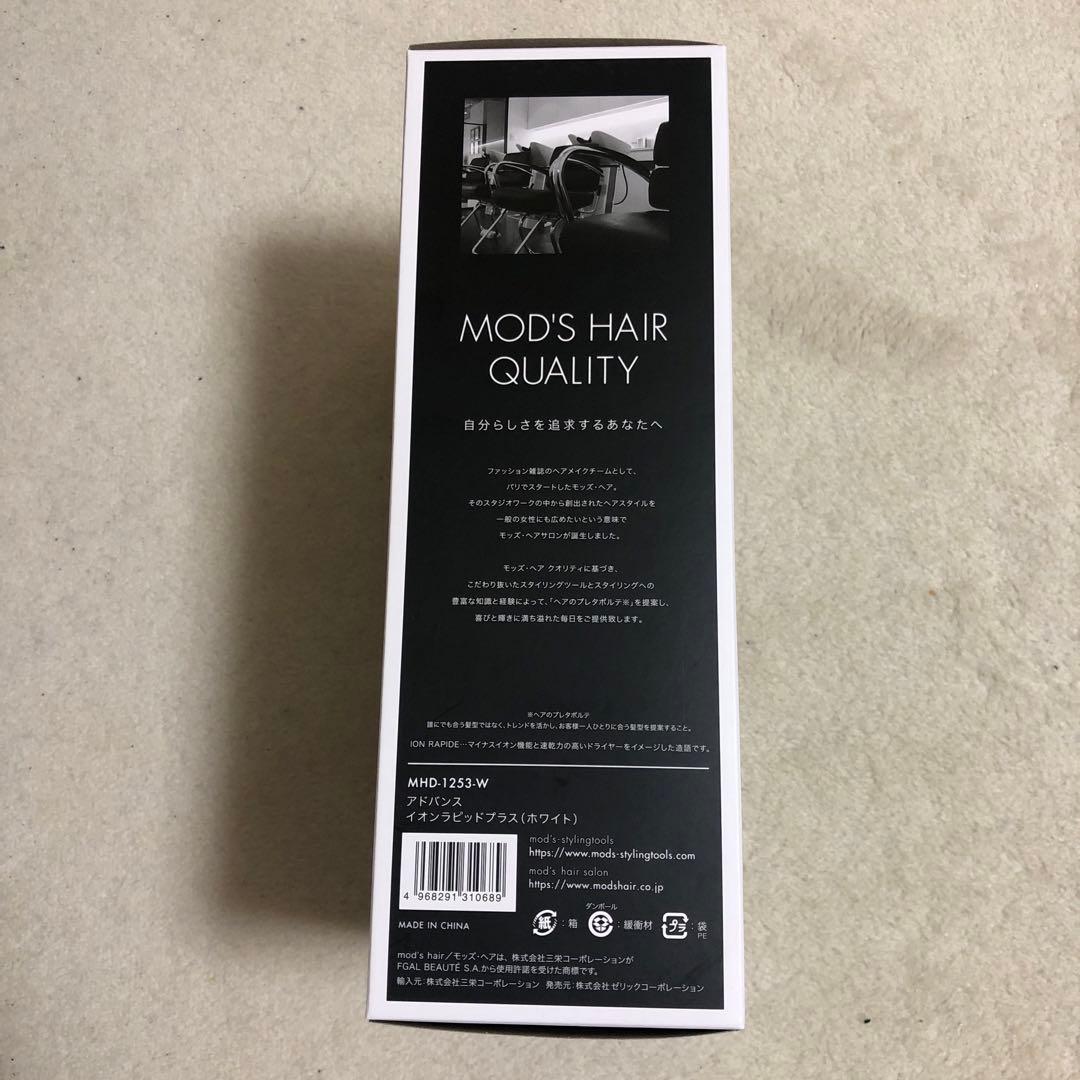 MOD'S HAIR
QUALITY
自分らしさを追求するあなたへ
ファッション雑誌のヘアメイクチームとして、
パリでスタートしたモッズ・ヘア。
そのスタジオワークの中から創出されたヘアスタイルを
一般の女性にも広めたいという意味で
モッズ・ヘアサロンが誕生しました。
モッズ・ヘア クオリティに基づき、
こだわり抜いたスタイリングツールとスタイリングへの
豊富な知識と経験によって、「ヘアのプレタポルテ※」を提案し、
喜びと輝きに満ち溢れた毎日をご提供致します。
※ヘアのプレタポルテ
誰にでも合う髪型ではなく、トレンドを活かし、お客様一人ひとりに合う髪型を提案すること。
ION RAPIDE…マイナスイオン機能と速乾力の高いドライヤーをイメージした造語です。
MHD-1253-W
アドバンス
イオンラピッドプラス(ホワイト)
mod's-stylingtools
https://www.mods-stylingtools.com
mod's hair salon
https://www.modshair.co.jp
4 968291 310689
ダンボール
紙 :箱 :緩衝材 プラ :袋
PE
MADE IN CHINA
mod's hair/モッズ・ヘアは、株式会社三栄コーポレーションが
FGAL BEAUTÉ S.A.から使用許諾を受けた商標です。
輸入元:株式会社三栄コーポレーション 発売元:株式会社ゼリックコーポレーション